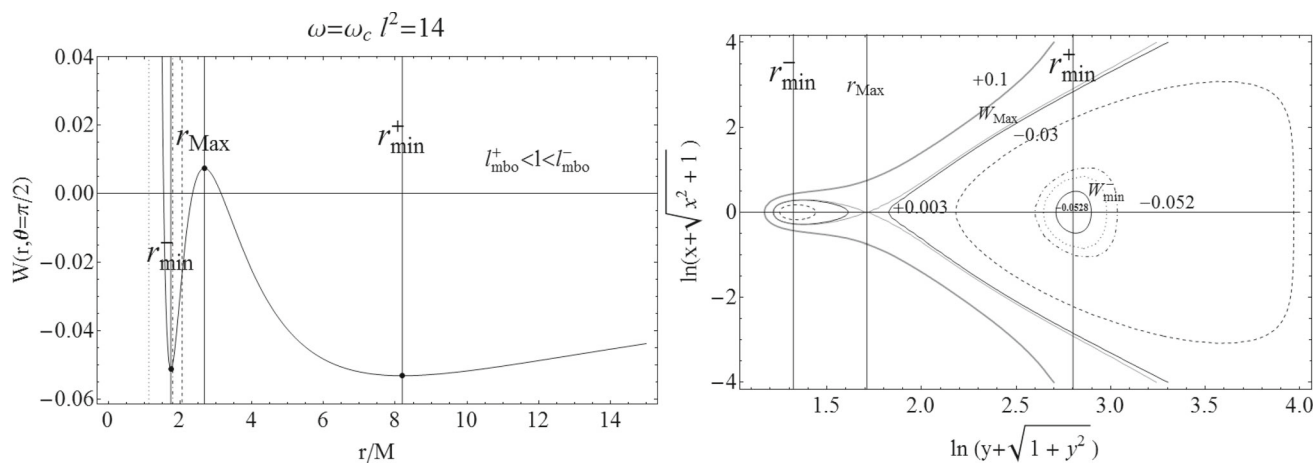 ω=ω_c l²=14
0.04
0.02
0.00
−0.02
−0.04
−0.06
W(r,θ=π/2)
r_Max
r⁺_min
r⁻_min
l⁺_mbo<l<l⁻_mbo
0 2 4 6 8 10 12 14
r/M
4
2
0
−2
−4
ln(x+√x² + 1)
r⁻_min
r_Max
r⁺_min
+0.1
W_Max
−0.03
+0.003
W⁻_min
−0.052
−0.0528
1.5 2.0 2.5 3.0 3.5 4.0
ln (y+√1 + y²)